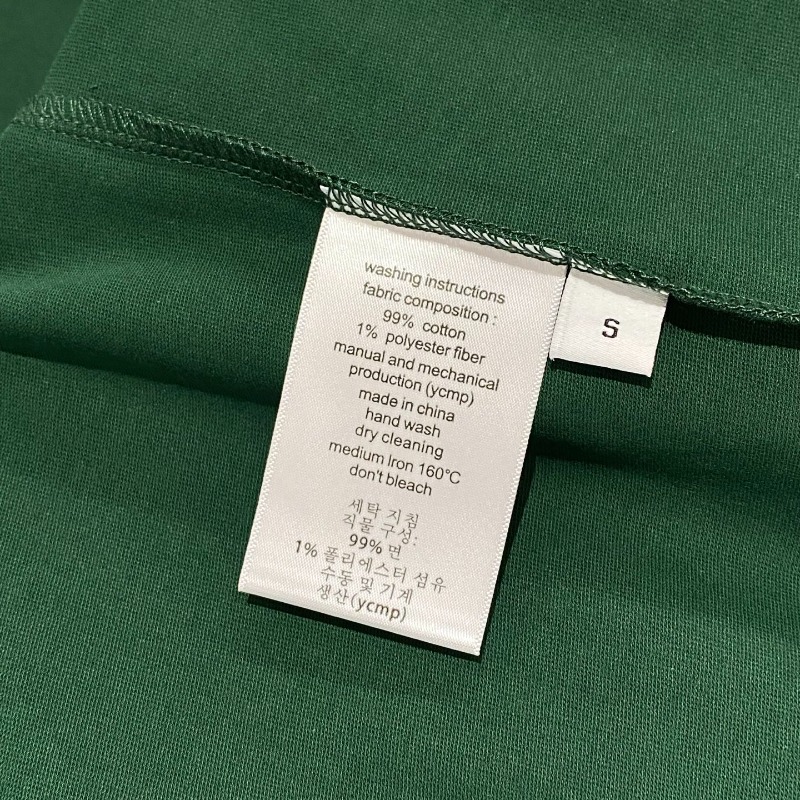 washing instructions
fabric composition :
99% cotton
1% polyester fiber
manual and mechanical
production (ycmp)
made in china
hand wash
dry cleaning
medium Iron 160°C
don't bleach
세탁 지침
직물 구성:
99% 면
1% 폴리에스터 섬유
수동 및 기계
생산(ycmp)
S